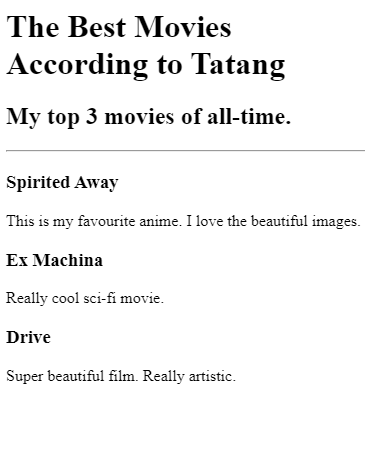 The Best Movies
According to Tatang
My top 3 movies of all-time.
Spirited Away
This is my favourite anime. I love the beautiful images.
Ex Machina
Really cool sci-fi movie.
Drive
Super beautiful film. Really artistic.